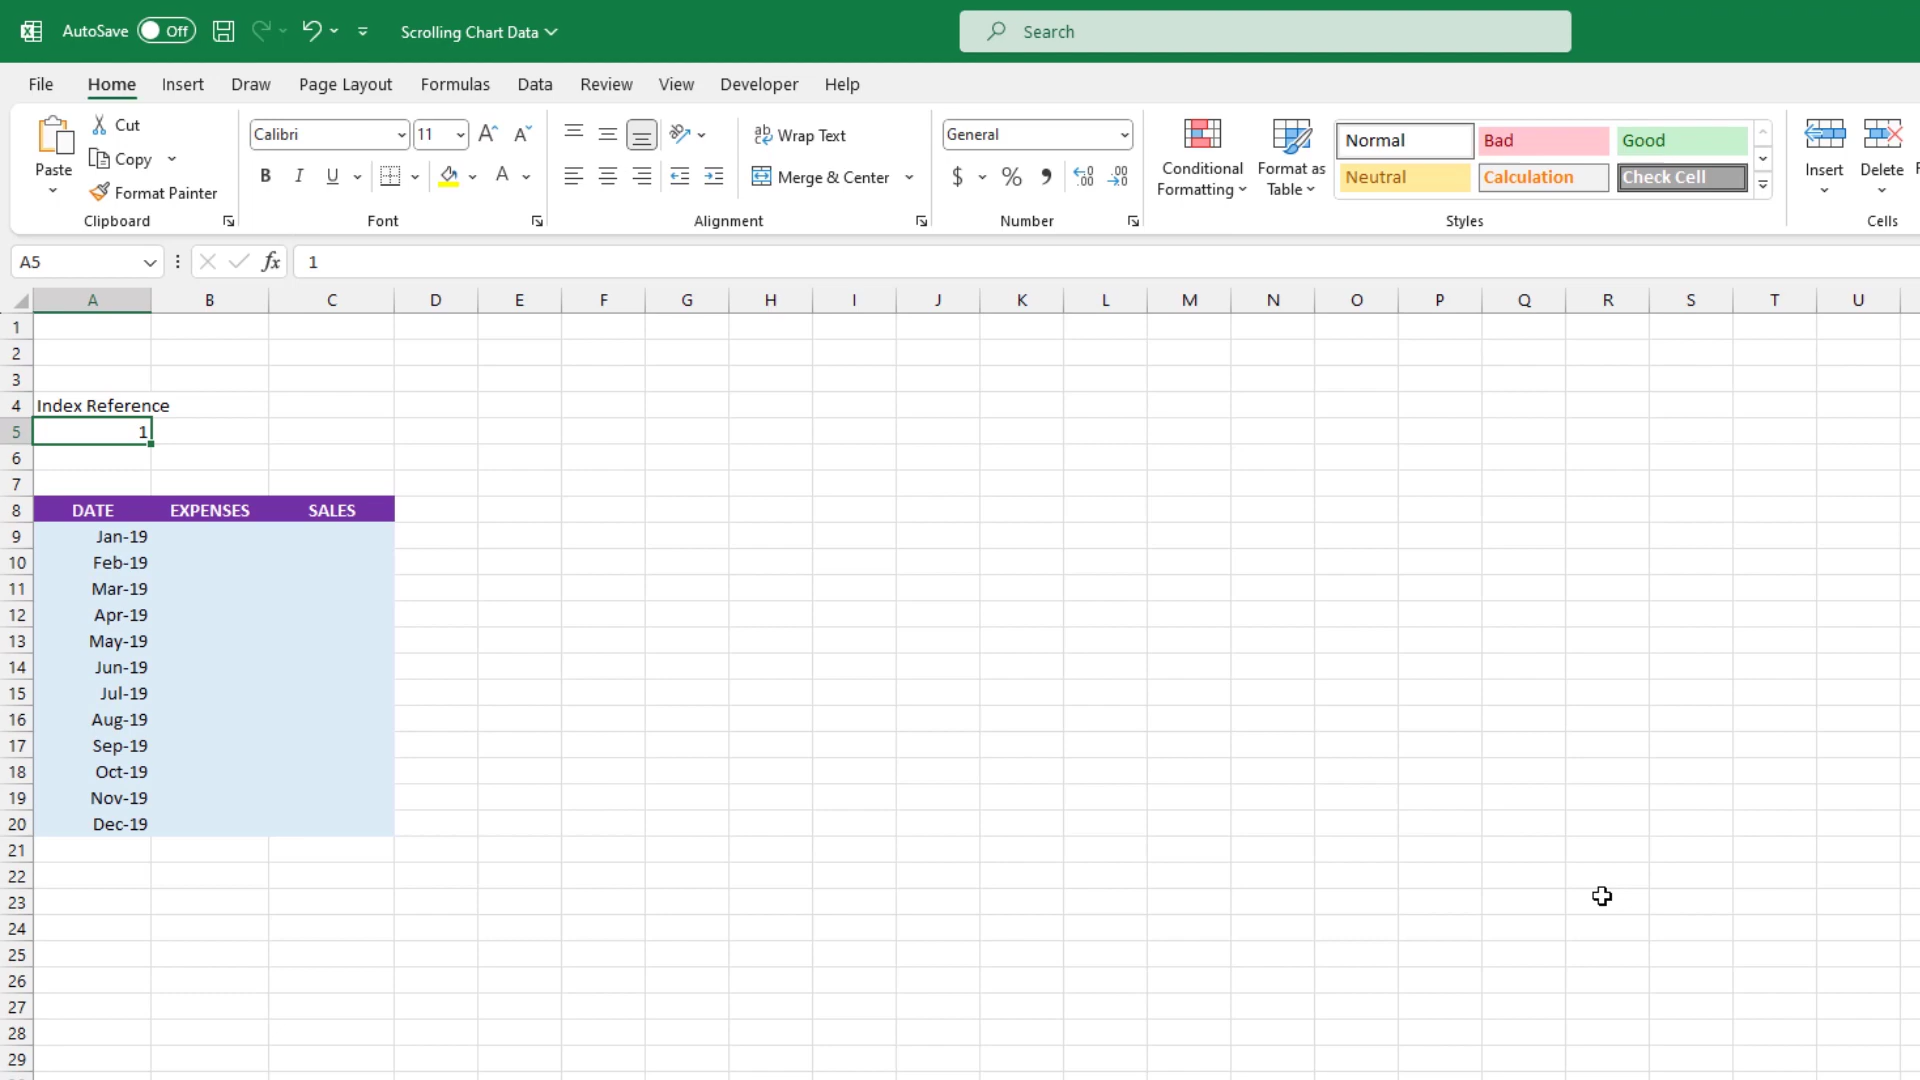 AutoSave Off Scrolling Chart Data Search
File Home Insert Draw Page Layout Formulas Data Review View Developer Help
Paste Cut Copy Format Painter Clipboard
Calibri 11 B I U A Font
Wrap Text Merge & Center Alignment
General $ % Number
Conditional Formatting Format as Table
Normal Bad Good
Neutral Calculation Check Cell
Styles
Insert Delete Cells
A5 fx 1
A B C D E F G H I J K L M N O P Q R S T U
1
2
3
4 Index Reference
5 1
6
7
8 DATE EXPENSES SALES
9 Jan-19
10 Feb-19
11 Mar-19
12 Apr-19
13 May-19
14 Jun-19
15 Jul-19
16 Aug-19
17 Sep-19
18 Oct-19
19 Nov-19
20 Dec-19
21
22
23
24
25
26
27
28
29